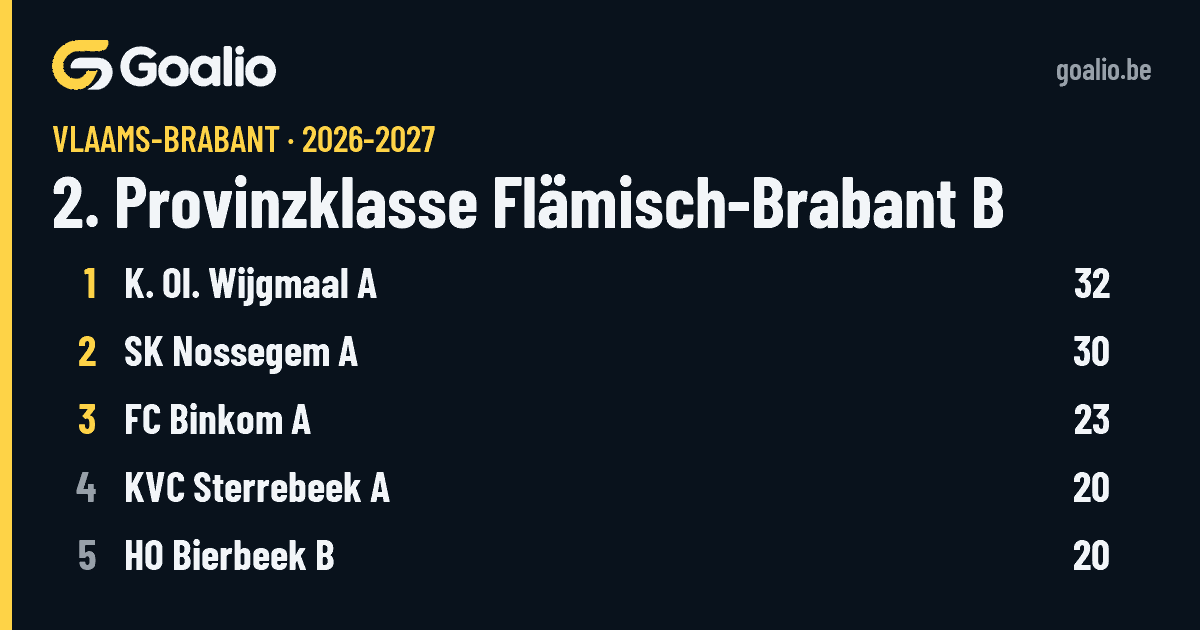 Goalio
goalio.be
VLAAMS-BRABANT · 2026-2027
2. Provinzklasse Flämisch-Brabant B
1 K. Ol. Wijgmaal A 32
2 SK Nossegem A 30
3 FC Binkom A 23
4 KVC Sterrebeek A 20
5 HO Bierbeek B 20